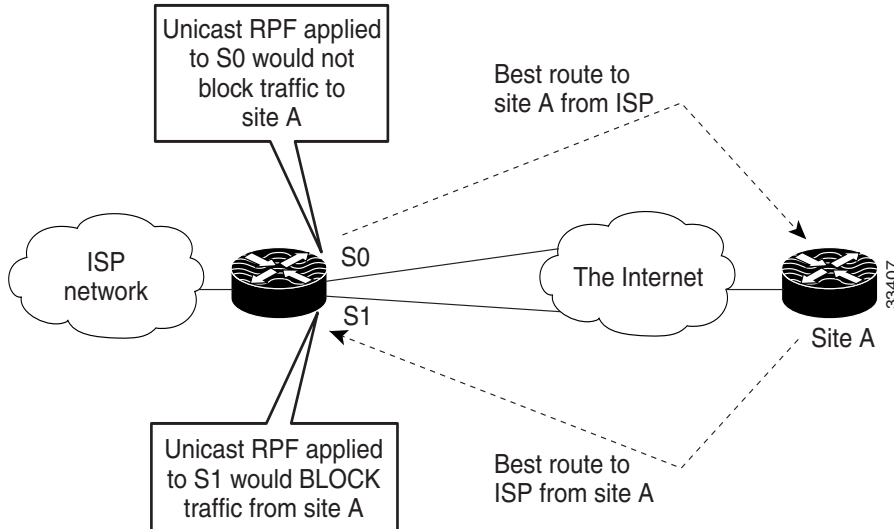 Unicast RPF applied
to S0 would not
block traffic to
site A
Best route to
site A from ISP
ISP
network
S0
S1
The Internet
Site A
33407
Unicast RPF applied
to S1 would BLOCK
traffic from site A
Best route to
ISP from site A